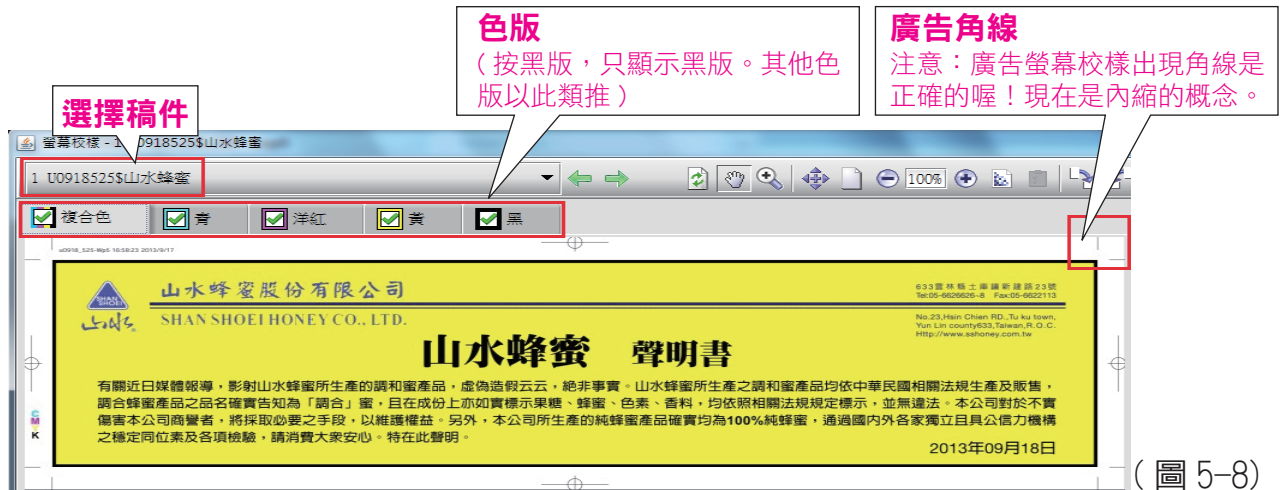 色版
(按黑版，只顯示黑版。其他色
版以此類推)
廣告角線
注意：廣告螢幕校樣出現角線是
正確的喔！現在是內縮的概念。
選擇稿件
螢幕校樣 - 1 U0918525$山水蜂蜜
1 U0918525$山水蜂蜜
100%
複合色
青
洋紅
黃
黑
u0918_525-Wp5 16:58:23 2013/9/17
SHAN
SHOEI
山水
山水蜂蜜股份有限公司
SHAN SHOEI HONEY CO., LTD.
633雲林縣土庫鎮新建路23號
Tel:05-6626626~8 Fax:05-6622113
No.23,Hsin Chien RD.,Tu ku town,
Yun Lin county633,Taiwan,R.O.C.
Http://www.sshoney.com.tw
山水蜂蜜 聲明書
有關近日媒體報導，影射山水蜂蜜所生產的調和蜜產品，虛偽造假云云，絕非事實。山水蜂蜜所生產之調和蜜產品均依中華民國相關法規生產及販售，
調合蜂蜜產品之品名確實告知為「調合」蜜，且在成份上亦如實標示果糖、蜂蜜、色素、香料，均依照相關法規規定標示，並無違法。本公司對於不實
傷害本公司商譽者，將採取必要之手段，以維護權益。另外，本公司所生產的純蜂蜜產品確實均為100%純蜂蜜，通過國內外各家獨立且具公信力機構
之穩定同位素及各項檢驗，請消費大眾安心。特在此聲明。
2013年09月18日
C
M
Y
K
(圖 5-8)